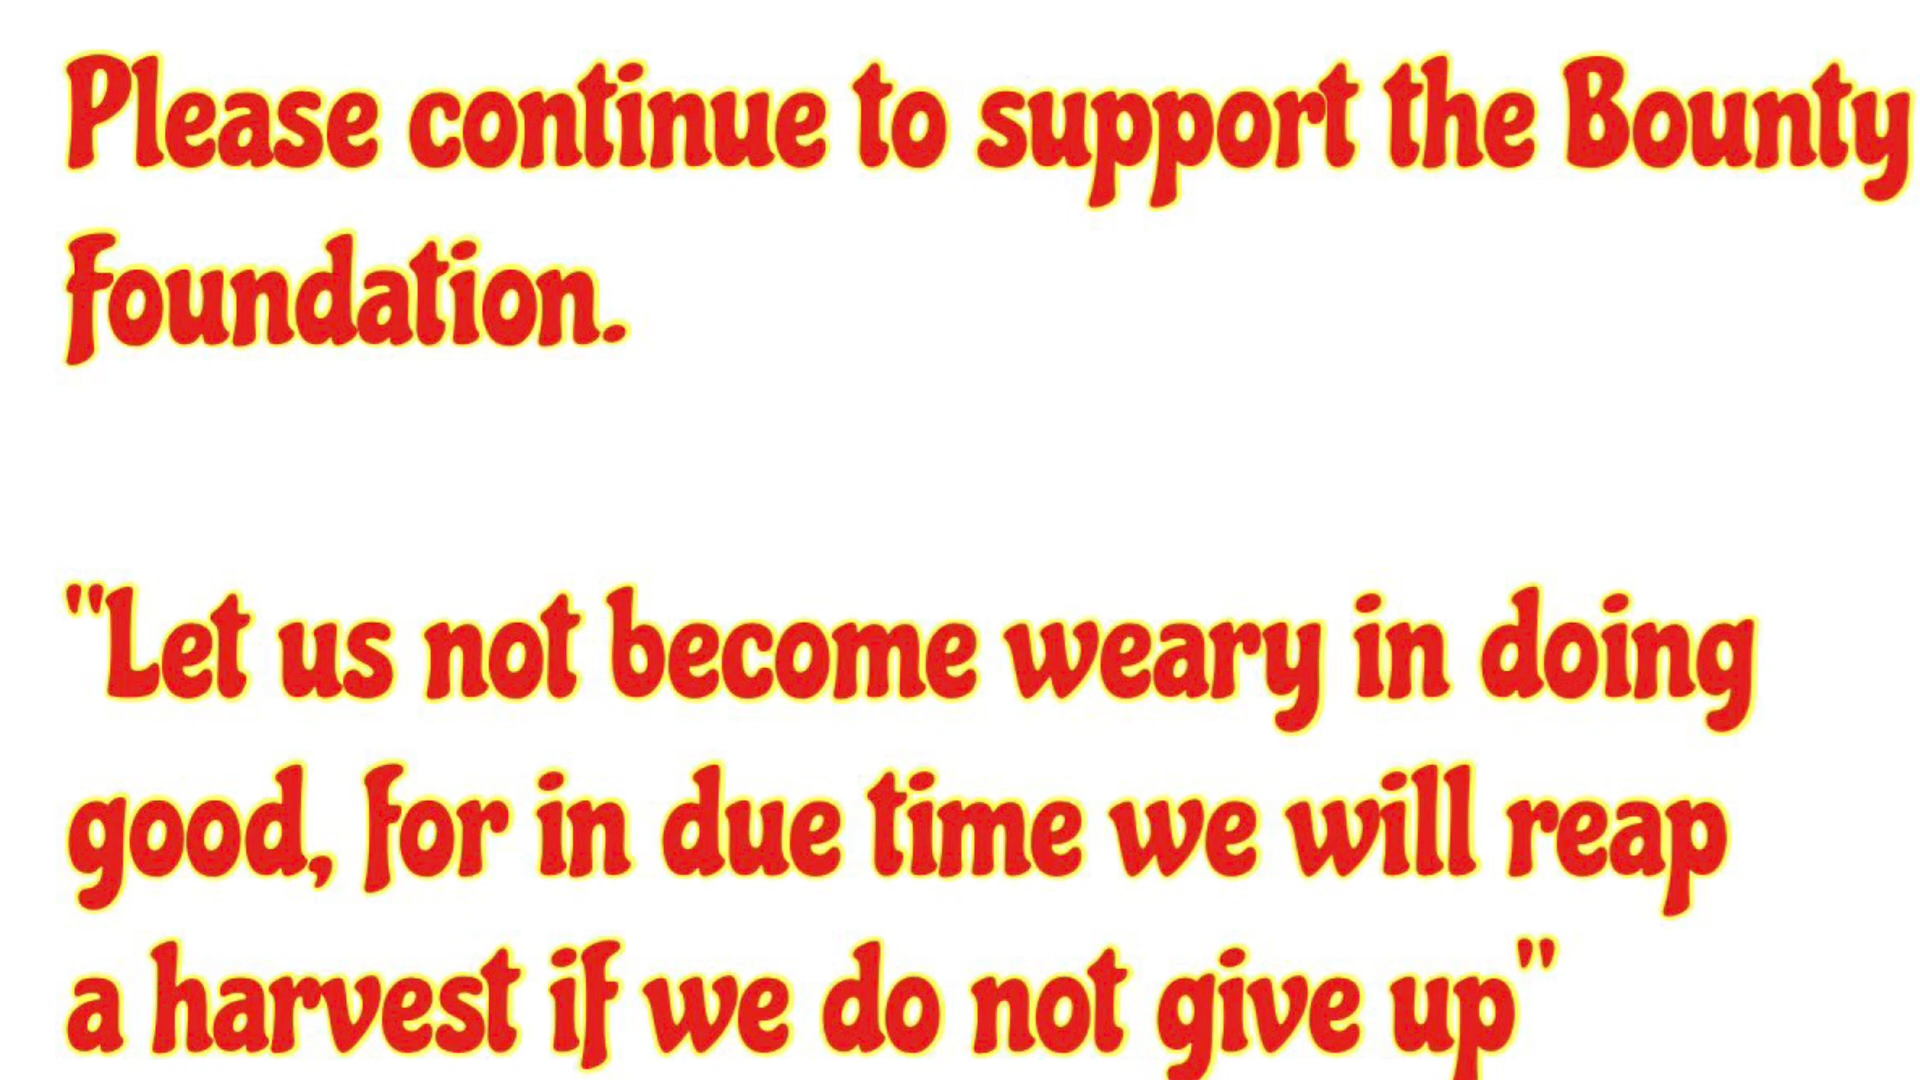 Please continue to support the Bounty
Foundation.
"Let us not become weary in doing
good, for in due time we will reap
a harvest if we do not give up"